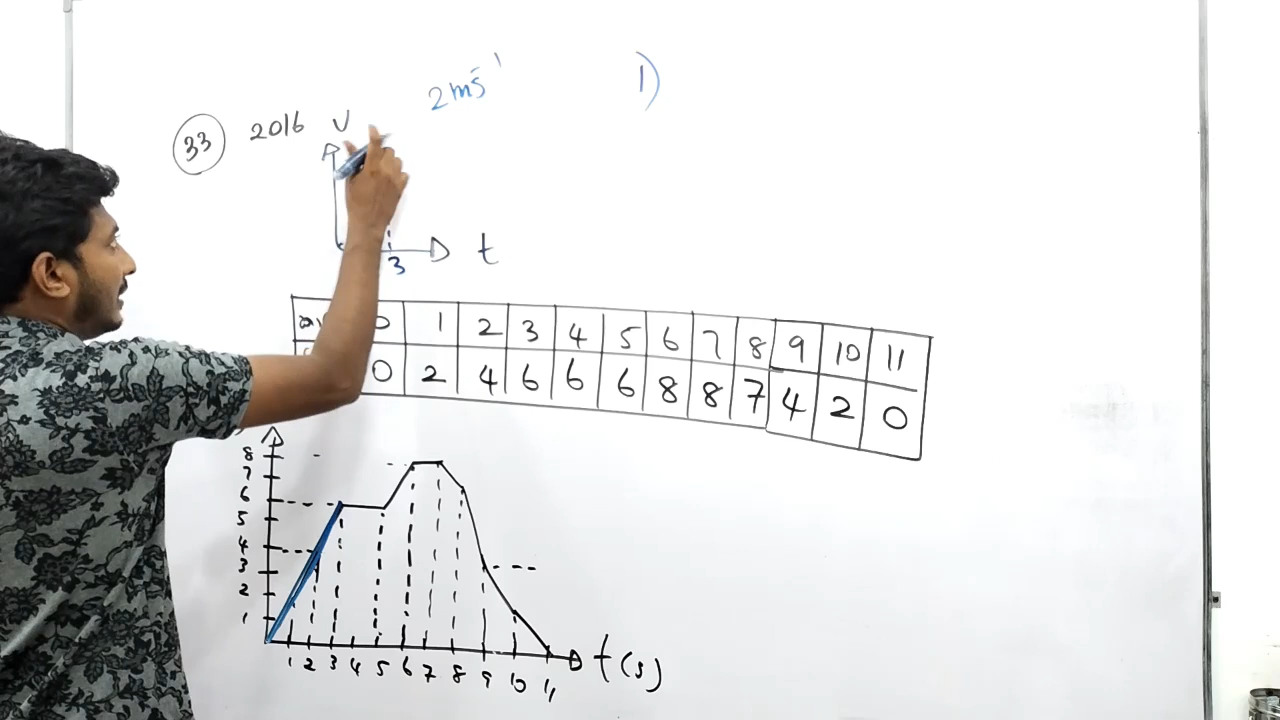 2ms⁻¹
1)
33 2016 V
3
t
0 1 2 3 4 5 6 7 8 9 10 11
0 2 4 6 6 6 8 8 7 4 2 0
8
7
6
5
4
3
2
1
1 2 3 4 5 6 7 8 9 10 11
t(s)